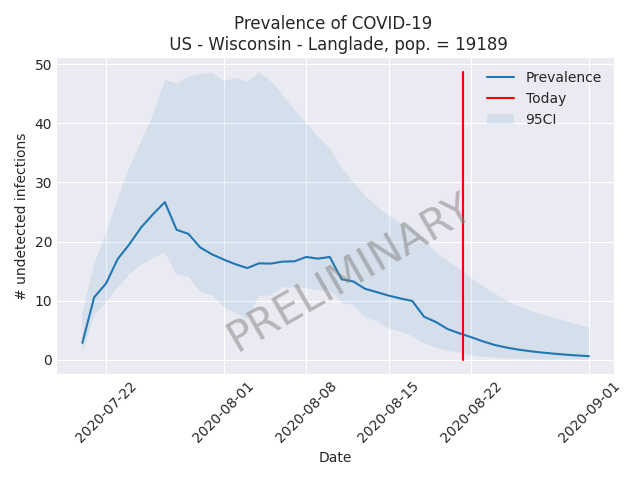 Prevalence of COVID-19
US - Wisconsin - Langlade, pop. = 19189
50
40
30
20
10
0
# undetected infections
Prevalence
Today
95CI
PRELIMINARY
2020-07-22
2020-08-01
2020-08-08
2020-08-15
2020-08-22
2020-09-01
Date